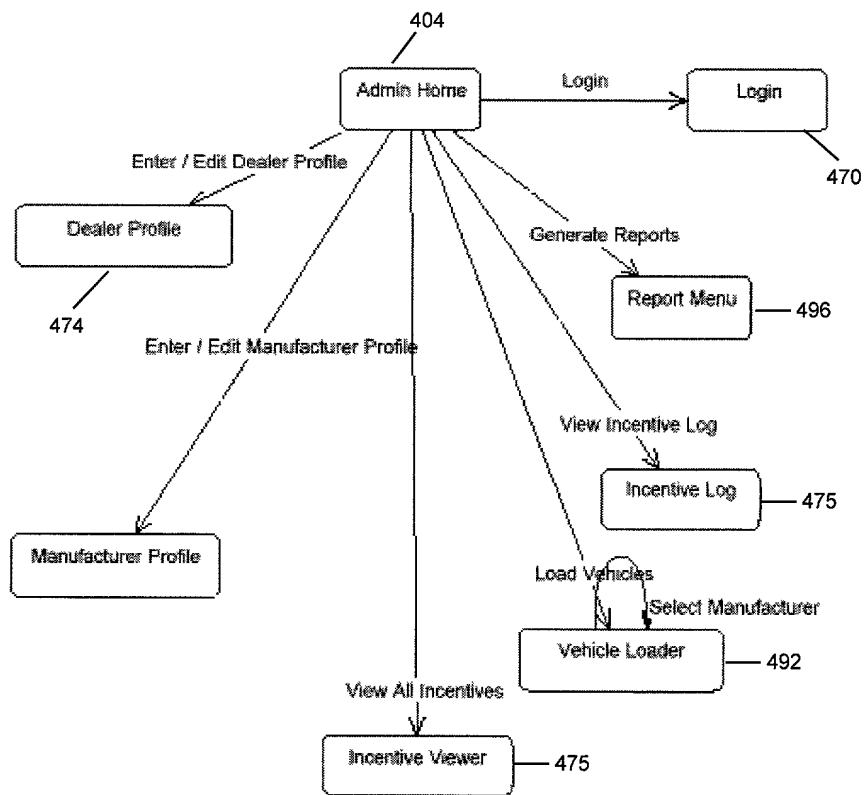 404
Admin Home
Login
Login
470
Enter / Edit Dealer Profile
Dealer Profile
474
Generate Reports
Report Menu
496
Enter / Edit Manufacturer Profile
View Incentive Log
Incentive Log
475
Manufacturer Profile
Load Vehicles
Select Manufacturer
Vehicle Loader
492
View All Incentives
Incentive Viewer
475